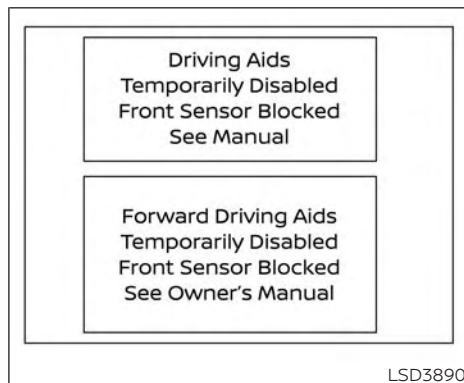 Driving Aids
Temporarily Disabled
Front Sensor Blocked
See Manual
Forward Driving Aids
Temporarily Disabled
Front Sensor Blocked
See Owner's Manual
LSD3890